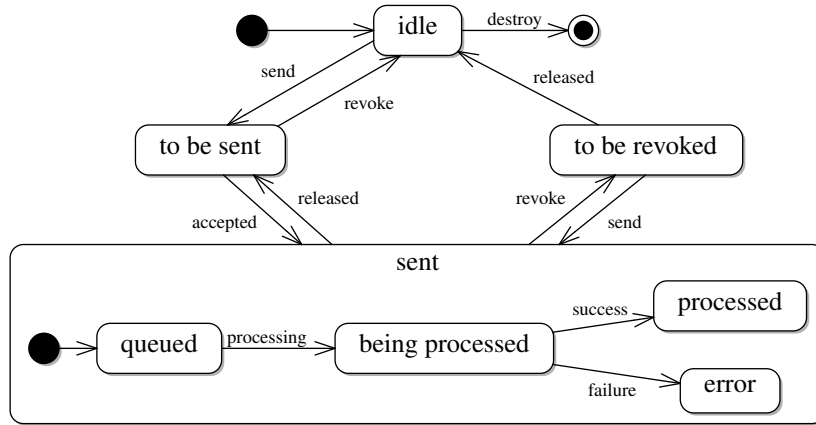 idle
destroy
send
revoke
released
to be sent
to be revoked
accepted
released
revoke
send
sent
queued
processing
being processed
success
processed
failure
error